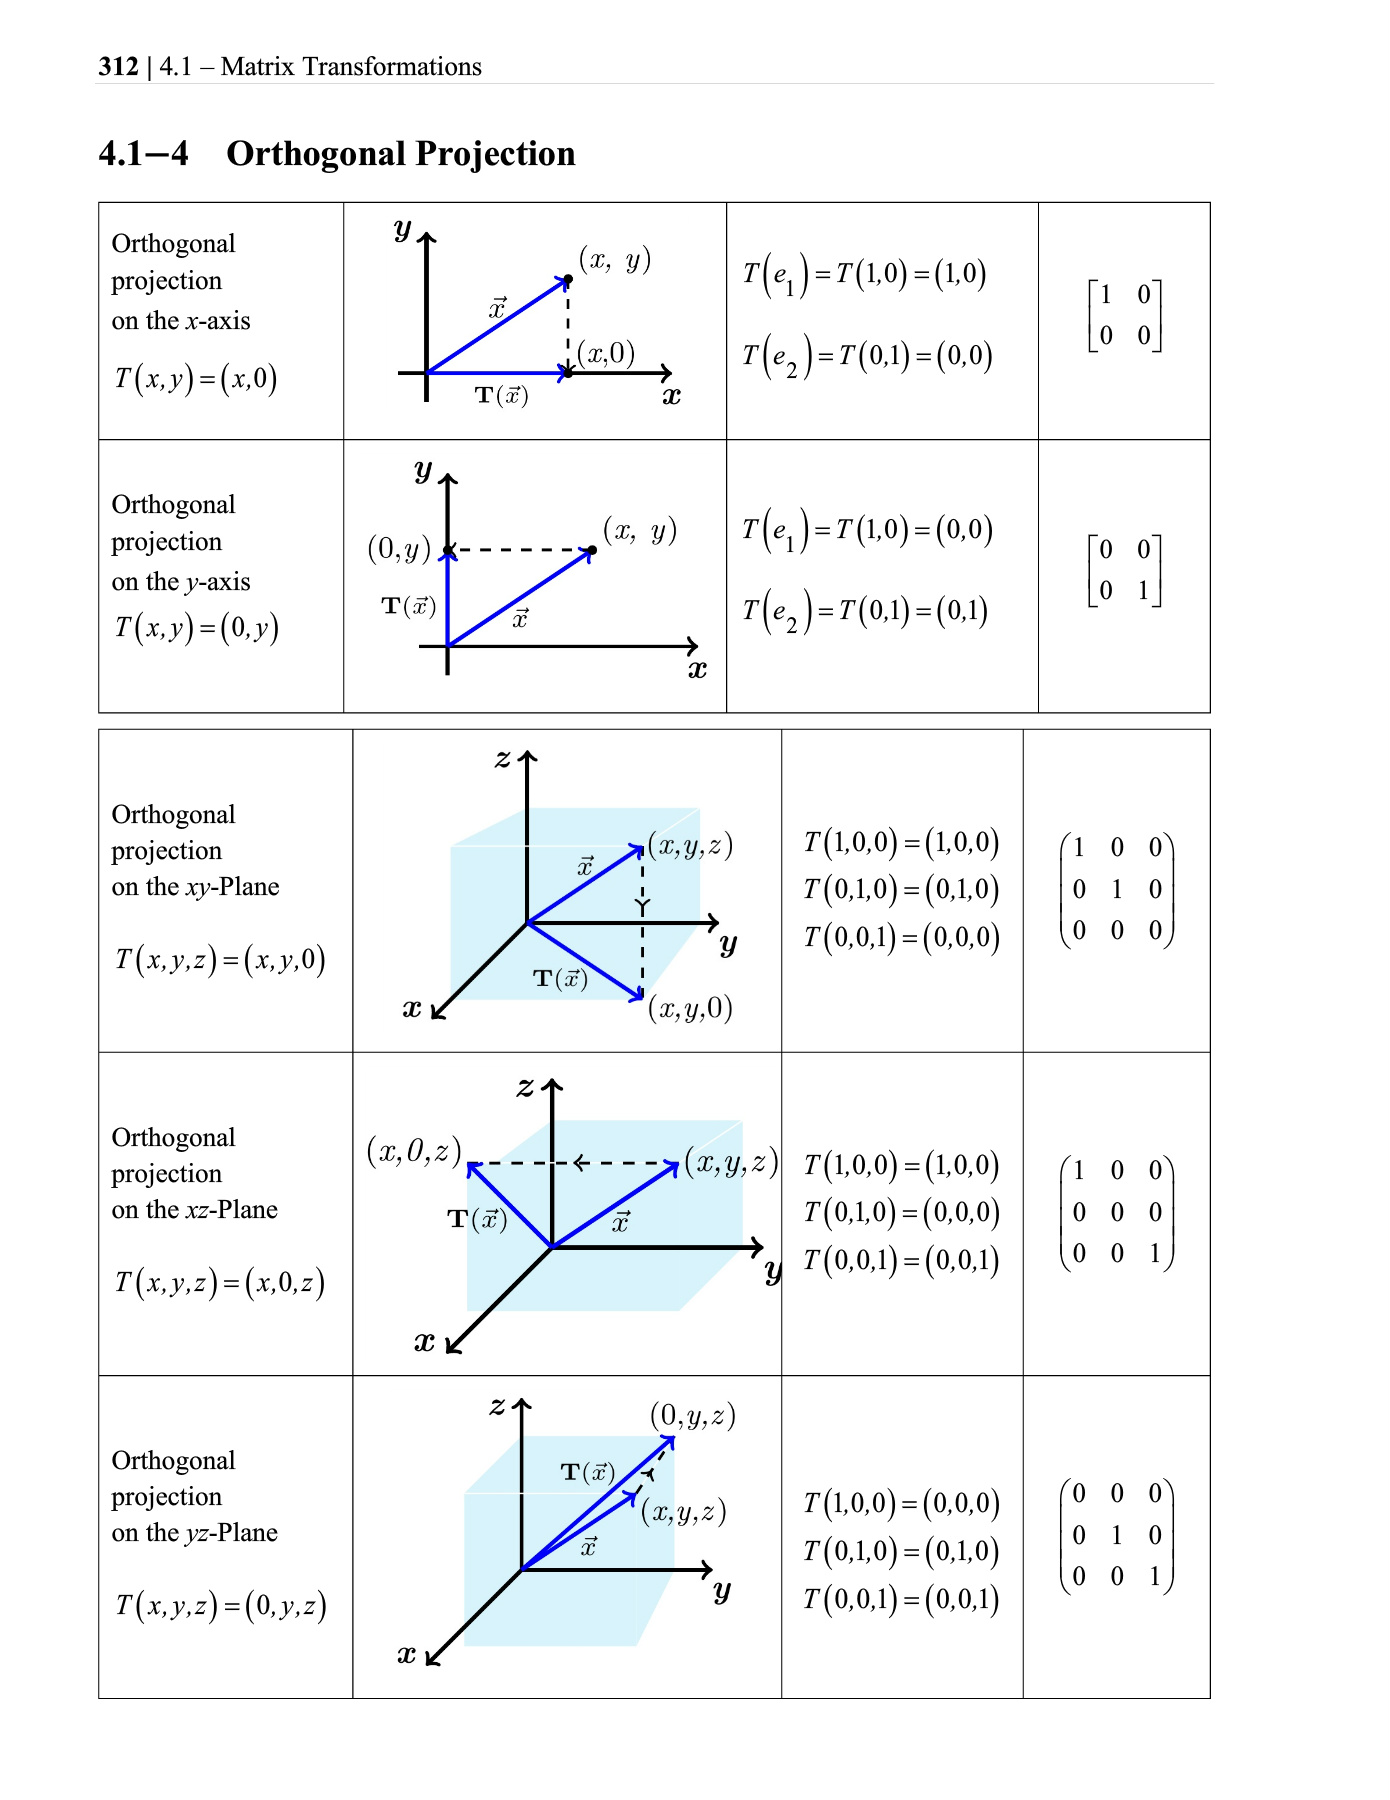 312 | 4.1 – Matrix Transformations
4.1–4 Orthogonal Projection
Orthogonal
projection
on the x-axis
T(x,y)=(x,0)
y
(x, y)
x⃗
(x,0)
T(x⃗)
x
T(e₁)=T(1,0)=(1,0)
T(e₂)=T(0,1)=(0,0)
[1 0]
[0 0]
Orthogonal
projection
on the y-axis
T(x,y)=(0,y)
y
(x, y)
(0,y)
T(x⃗)
x⃗
x
T(e₁)=T(1,0)=(0,0)
T(e₂)=T(0,1)=(0,1)
[0 0]
[0 1]
Orthogonal
projection
on the xy-Plane
T(x,y,z)=(x,y,0)
z
(x,y,z)
x⃗
y
T(x⃗)
x
(x,y,0)
T(1,0,0)=(1,0,0)
T(0,1,0)=(0,1,0)
T(0,0,1)=(0,0,0)
(1 0 0)
(0 1 0)
(0 0 0)
Orthogonal
projection
on the xz-Plane
T(x,y,z)=(x,0,z)
z
(x,0,z)
(x,y,z)
T(x⃗)
x⃗
y
x
T(1,0,0)=(1,0,0)
T(0,1,0)=(0,0,0)
T(0,0,1)=(0,0,1)
(1 0 0)
(0 0 0)
(0 0 1)
Orthogonal
projection
on the yz-Plane
T(x,y,z)=(0,y,z)
z
(0,y,z)
T(x⃗)
(x,y,z)
x⃗
y
x
T(1,0,0)=(0,0,0)
T(0,1,0)=(0,1,0)
T(0,0,1)=(0,0,1)
(0 0 0)
(0 1 0)
(0 0 1)